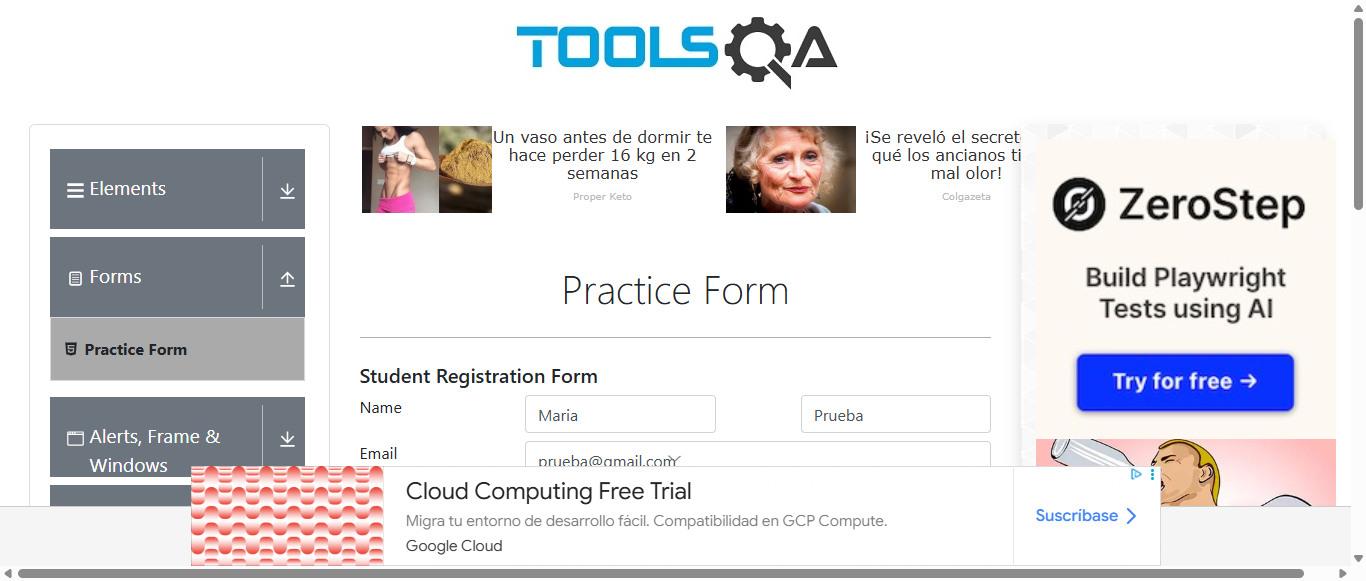 TOOLSQA
Elements
Forms
Practice Form
Alerts, Frame &
Windows
Un vaso antes de dormir te
hace perder 16 kg en 2
semanas
Proper Keto
¡Se reveló el secret
qué los ancianos ti
mal olor!
Colgazeta
Practice Form
Student Registration Form
Name
Maria
Prueba
Email
prueba@gmail.com
ZeroStep
Build Playwright
Tests using AI
Try for free →
Cloud Computing Free Trial
Migra tu entorno de desarrollo fácil. Compatibilidad en GCP Compute.
Google Cloud
Suscríbase